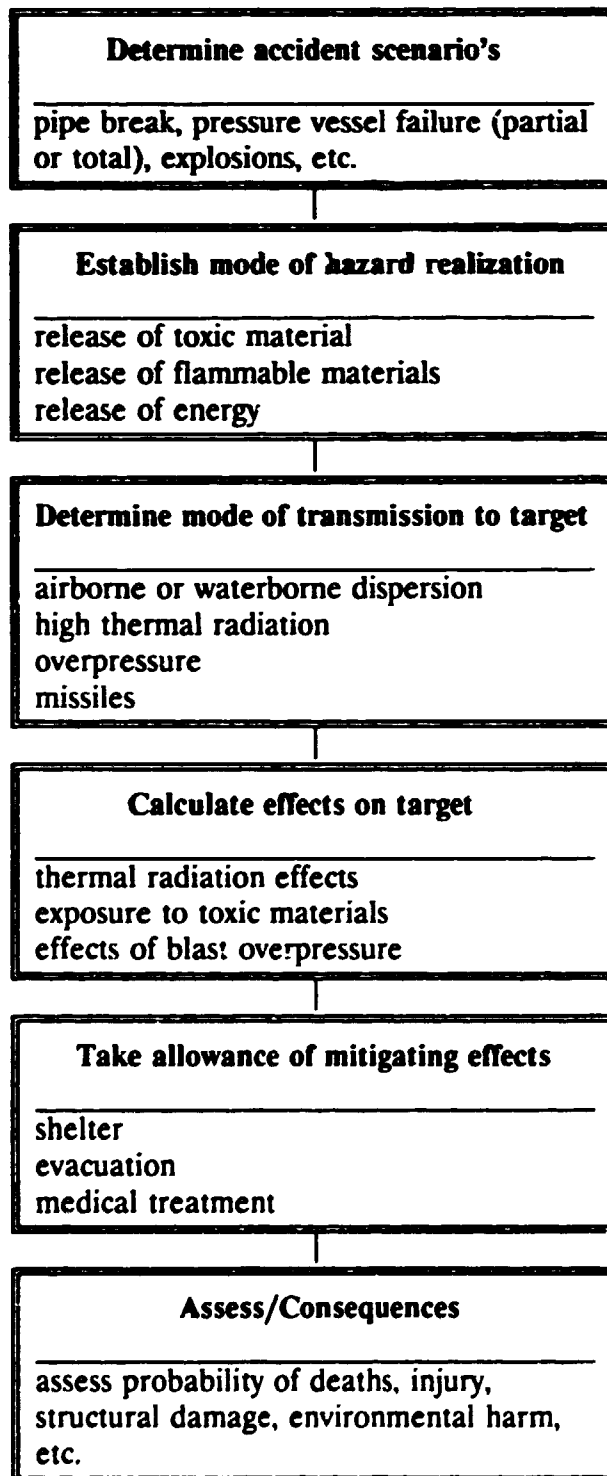 Determine accident scenario's
pipe break, pressure vessel failure (partial
or total), explosions, etc.
Establish mode of hazard realization
release of toxic material
release of flammable materials
release of energy
Determine mode of transmission to target
airborne or waterborne dispersion
high thermal radiation
overpressure
missiles
Calculate effects on target
thermal radiation effects
exposure to toxic materials
effects of blast overpressure
Take allowance of mitigating effects
shelter
evacuation
medical treatment
Assess/Consequences
assess probability of deaths, injury,
structural damage, environmental harm,
etc.